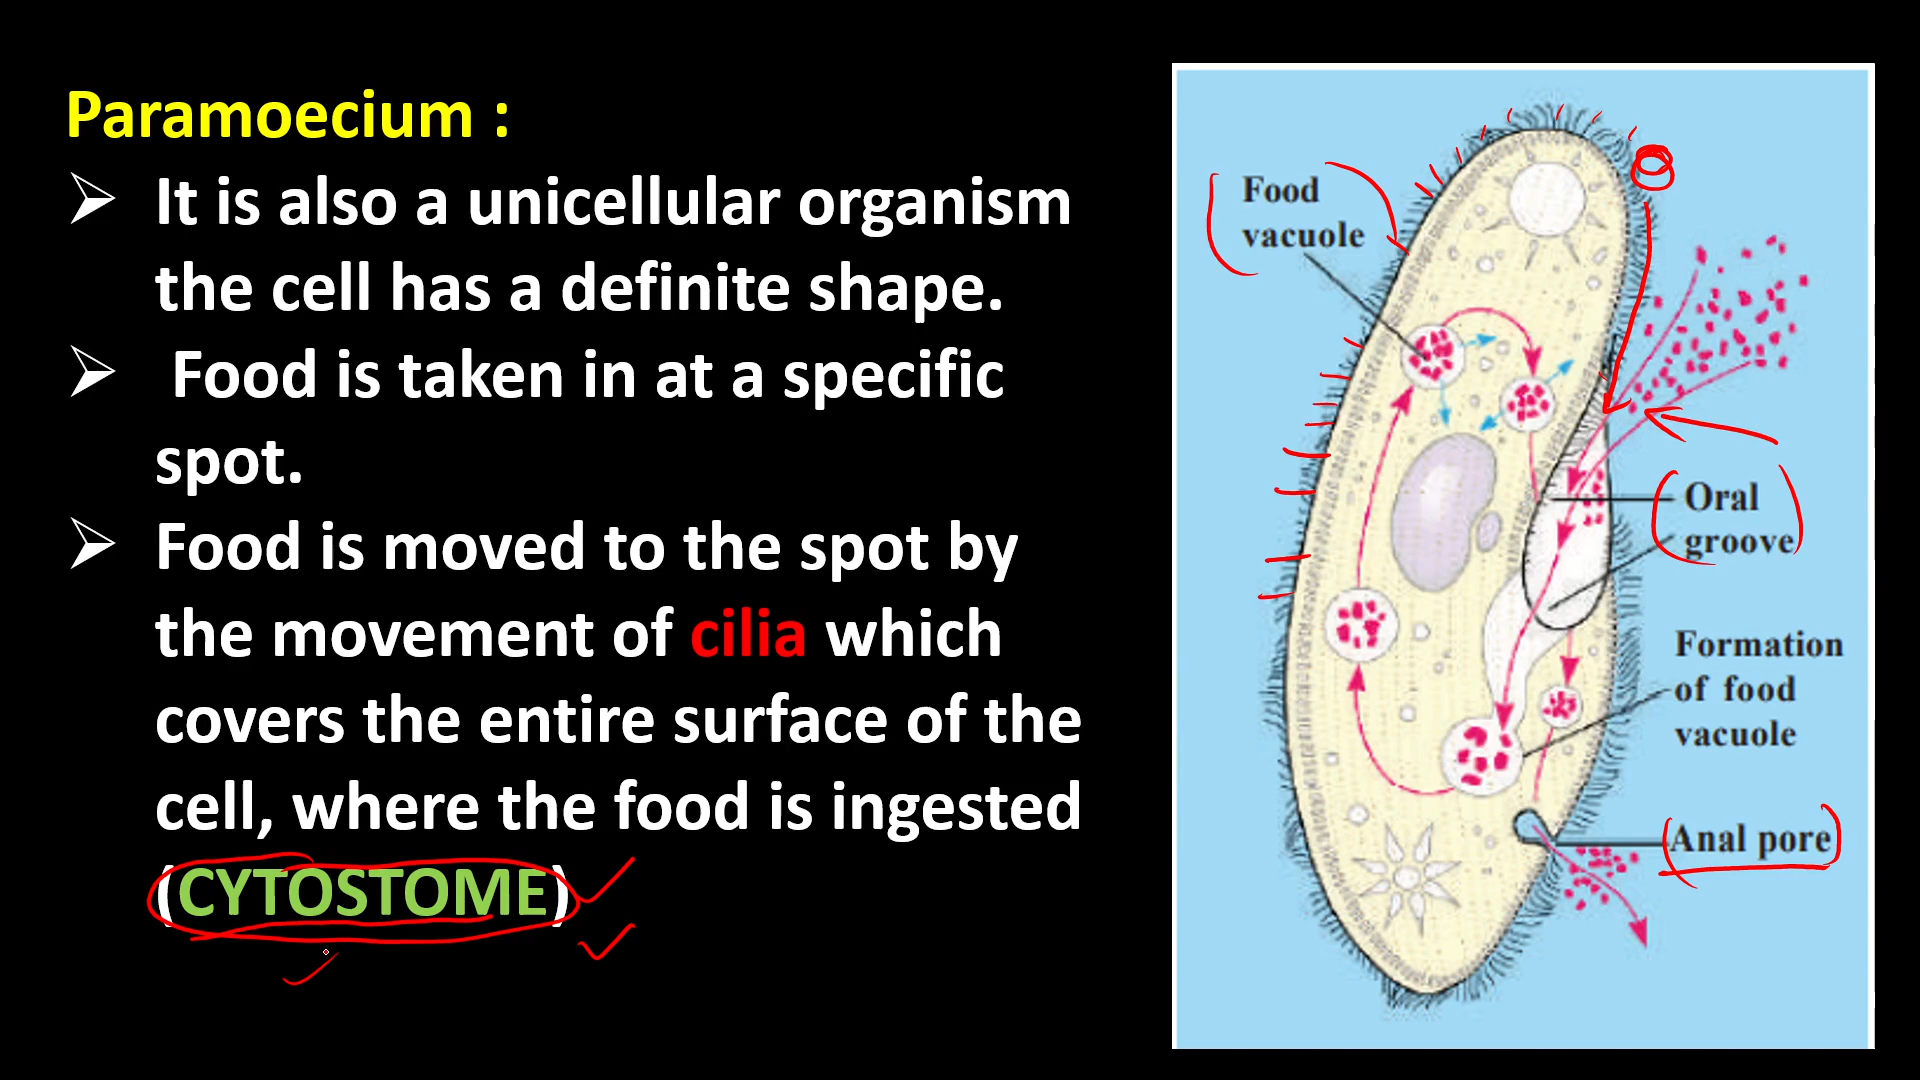 Paramoecium :
➢ It is also a unicellular organism
the cell has a definite shape.
➢ Food is taken in at a specific
spot.
➢ Food is moved to the spot by
the movement of cilia which
covers the entire surface of the
cell, where the food is ingested
(CYTOSTOME)
Food
vacuole
Oral
groove
Formation
of food
vacuole
Anal pore